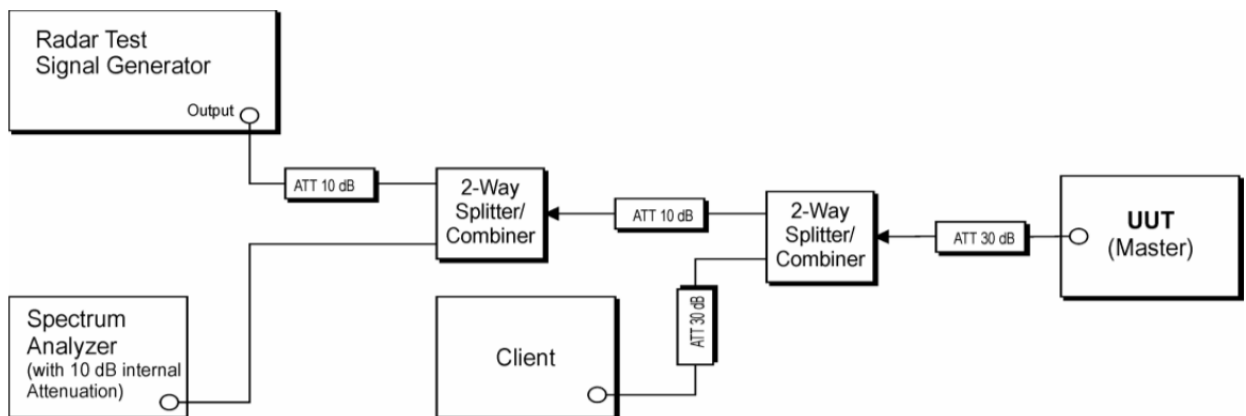 Radar Test
Signal Generator
Output
ATT 10 dB
2-Way
Splitter/
Combiner
ATT 10 dB
2-Way
Splitter/
Combiner
ATT 30 dB
UUT
(Master)
Spectrum
Analyzer
(with 10 dB internal
Attenuation)
Client
ATT 30 dB